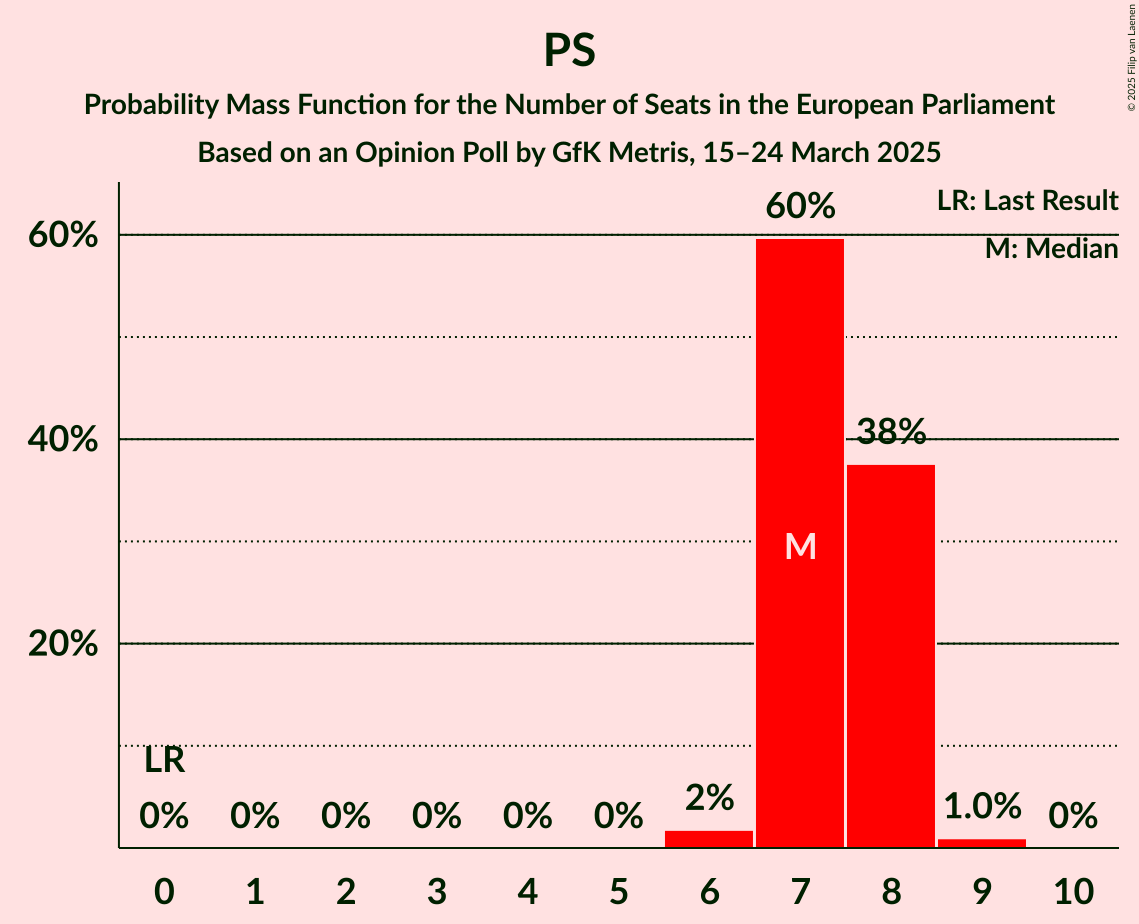 PS
Probability Mass Function for the Number of Seats in the European Parliament
Based on an Opinion Poll by GfK Metris, 15–24 March 2025
© 2025 Filip van Laenen
LR: Last Result
M: Median
60%
40%
20%
60%
38%
M
LR
0% 0% 0% 0% 0% 0% 2% 1.0% 0%
0 1 2 3 4 5 6 7 8 9 10